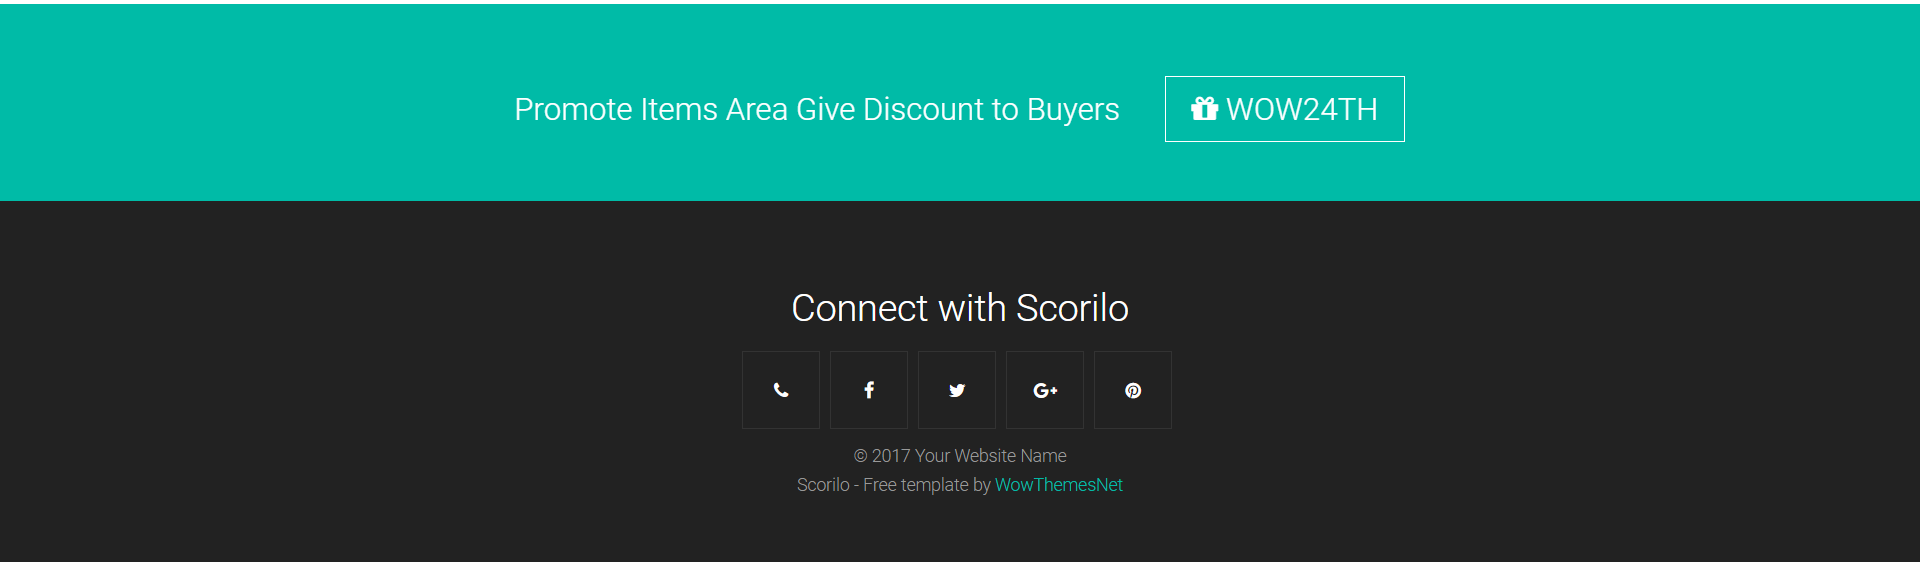 Promote Items Area Give Discount to Buyers
WOW24TH
Connect with Scorilo
© 2017 Your Website Name
Scorilo - Free template by WowThemesNet